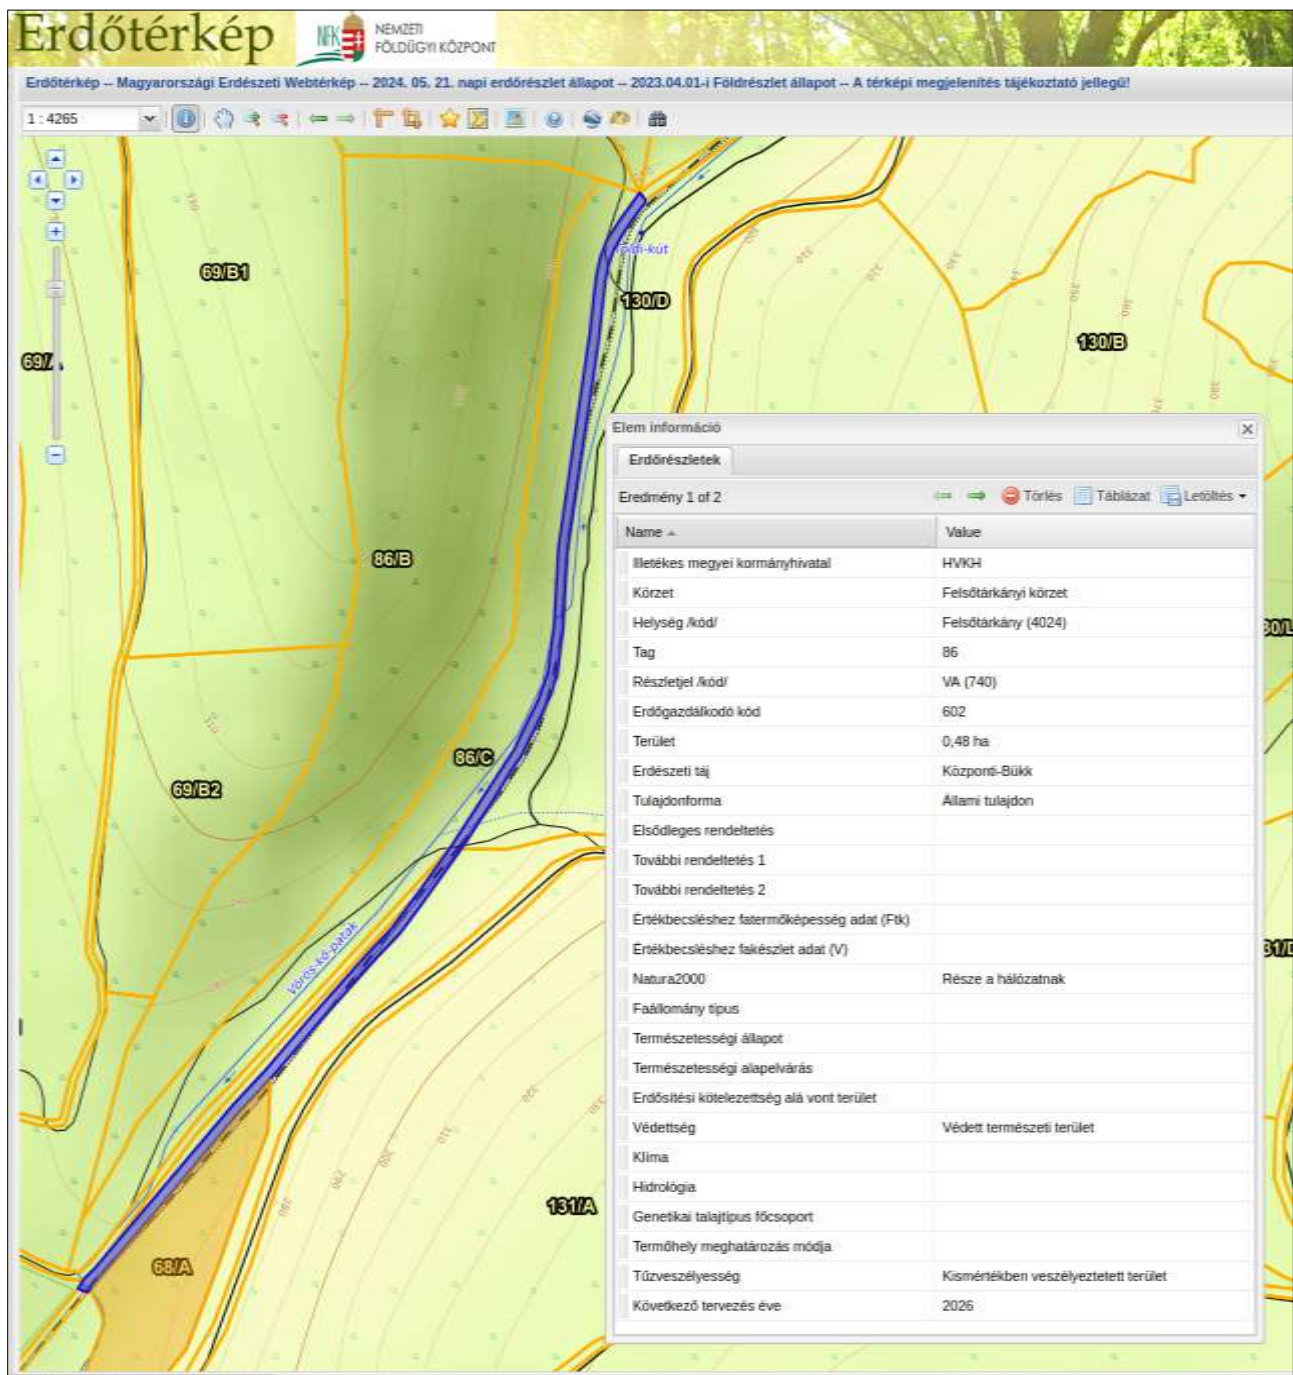 Erdőtérkép
NFK
NEMZETI
FÖLDÜGYI KÖZPONT
Erdőtérkép -- Magyarországi Erdészeti Webtérkép -- 2024. 05. 21. napi erdőrészlet állapot -- 2023.04.01-i Földrészlet állapot -- A térképi megjelenítés tájékoztató jellegű!
1 : 4265
69/B1
130/D
130/B
86/B
86/C
69/B2
Vörös-kő-patak
131/A
68/A
Elem információ
Erdőrészletek
Eredmény 1 of 2 Törlés Táblázat Letöltés
Name Value
Illetékes megyei kormányhivatal HVKH
Körzet Felsőtárkányi körzet
Helység /kód/ Felsőtárkány (4024)
Tag 86
Részletjel /kód/ VA (740)
Erdőgazdálkodó kód 602
Terület 0,48 ha
Erdészeti táj Központi-Bükk
Tulajdonforma Állami tulajdon
Elsődleges rendeltetés
További rendeltetés 1
További rendeltetés 2
Értékbecsléshez fatermőképesség adat (Ftk)
Értékbecsléshez fakészlet adat (V)
Natura2000 Része a hálózatnak
Faállomány típus
Természetességi állapot
Természetességi alapelvárás
Erdősítési kötelezettség alá vont terület
Védettség Védett természeti terület
Klíma
Hidrológia
Genetikai talajtípus főcsoport
Termőhely meghatározás módja
Tűzveszélyesség Kismértékben veszélyeztetett terület
Következő tervezés éve 2026